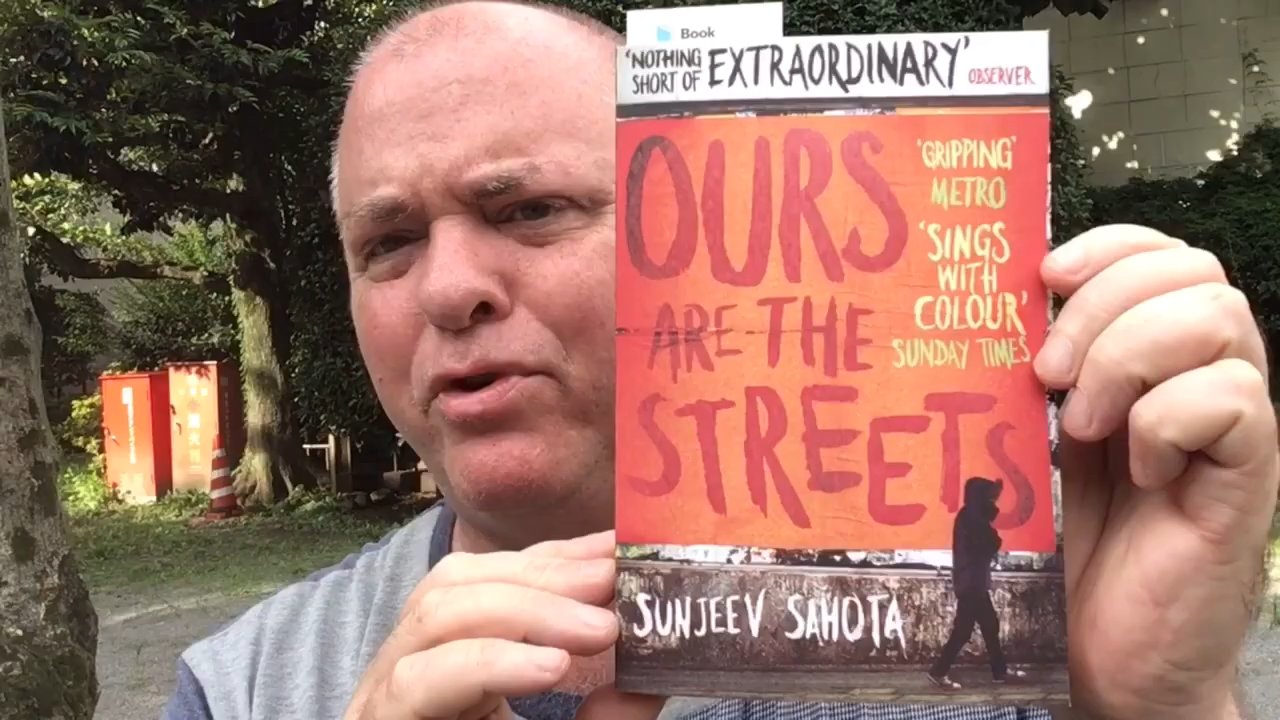 Book
'NOTHING
SHORT OF EXTRAORDINARY' OBSERVER
OURS
ARE THE
STREETS
'GRIPPING'
METRO
'SINGS
WITH
COLOUR'
SUNDAY TIMES
SUNJEEV SAHOTA